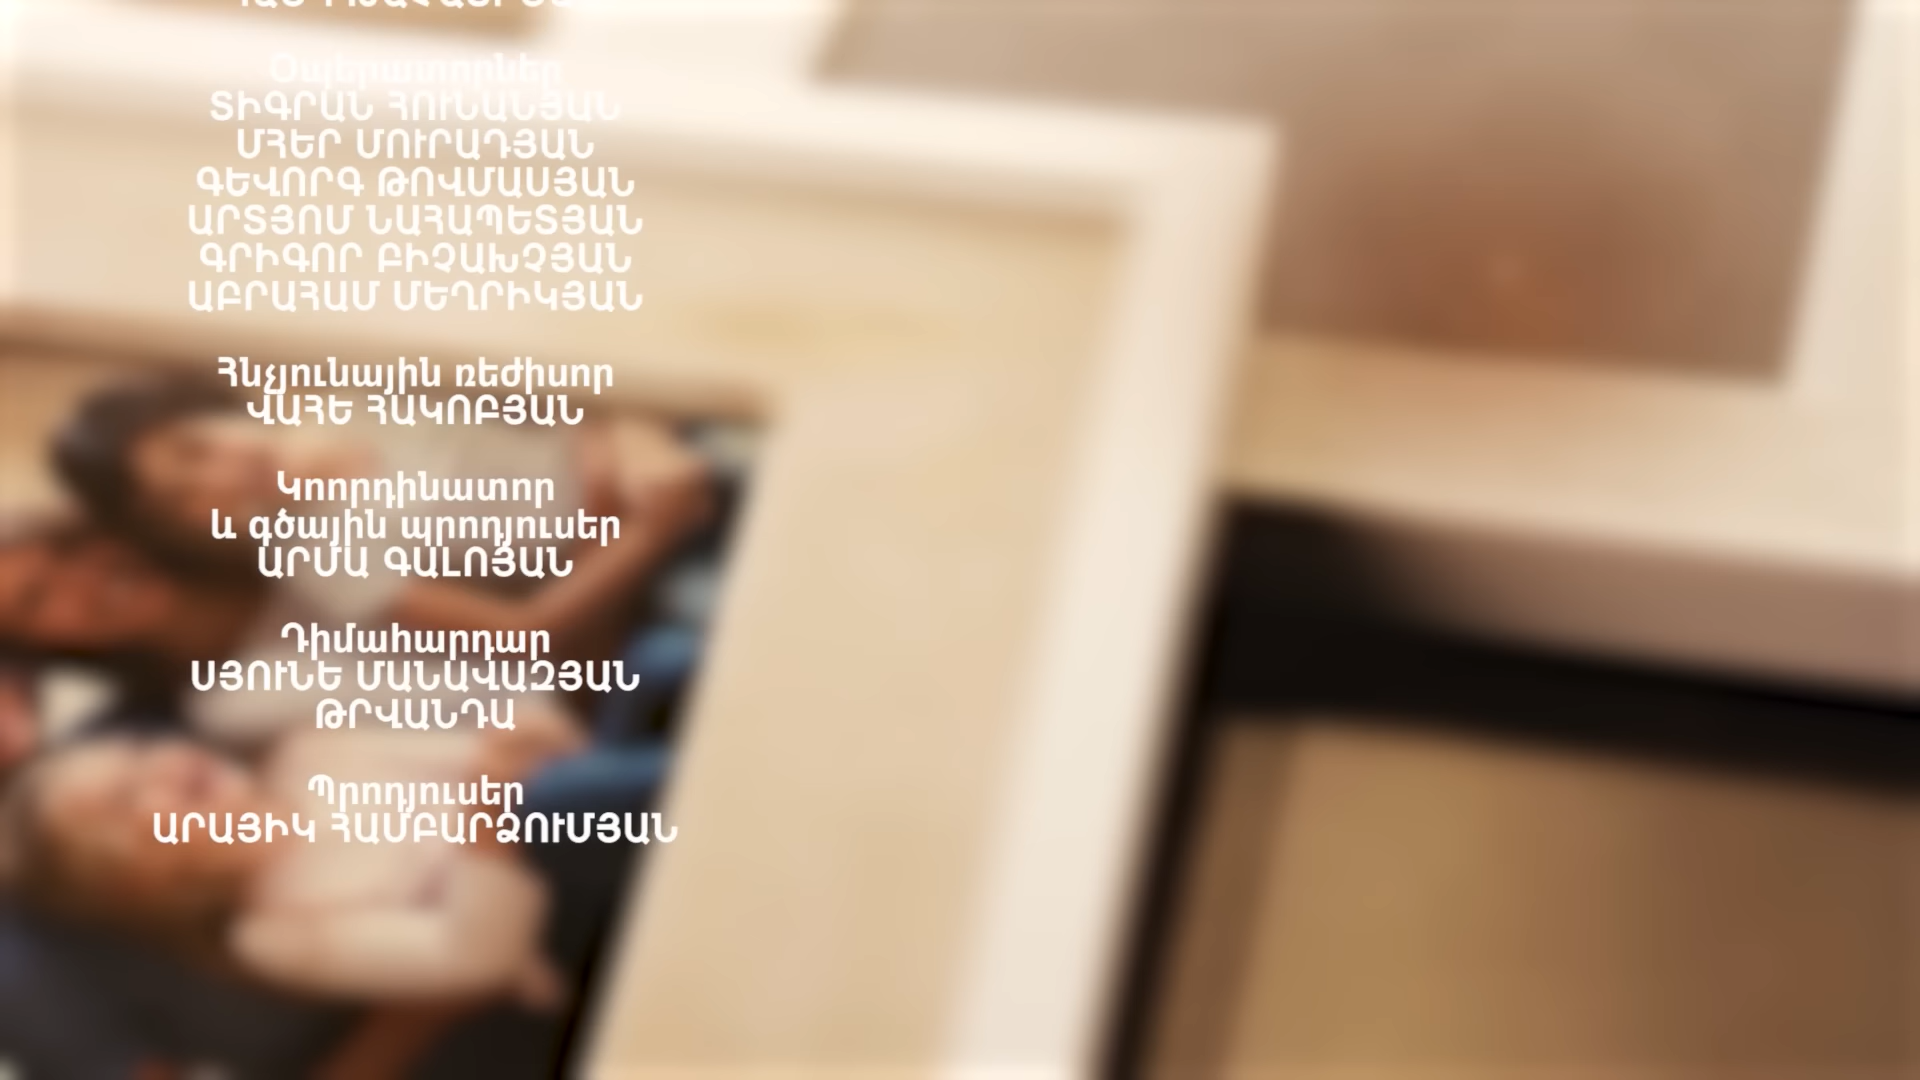 Օպերատորներ
ՏԻԳՐԱՆ ՀՈՒՆԱՆՅԱՆ
ՄՀԵՐ ՄՈՒՐԱԴՅԱՆ
ԳԵՎՈՐԳ ԹՈՎՄԱՍՅԱՆ
ԱՐՏՅՈՄ ՆԱՀԱՊԵՏՅԱՆ
ԳՐԻԳՈՐ ԲԻՉԱԽՉՅԱՆ
ԱԲՐԱՀԱՄ ՄԵՂՐԻԿՅԱՆ
Հնչյունային ռեժիսոր
ՎԱՀԵ ՀԱԿՈԲՅԱՆ
Կոորդինատոր
և գծային պրոդյուսեր
ԱՐՄԱ ԳԱԼՈՅԱՆ
Դիմահարդար
ՍՅՈՒՆԵ ՄԱՆԱՎԱԶՅԱՆ
ԹՐՎԱՆԴԱ
Պրոդյուսեր
ԱՐԱՅԻԿ ՀԱՄԲԱՐՁՈՒՄՅԱՆ